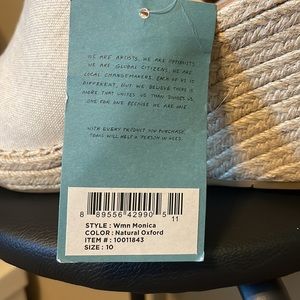 WE ARE ARTISTS. WE ARE OPTIMISTS.
WE ARE GLOBAL CITIZENS. WE ARE
LOCAL CHANGEMAKERS. EACH OF US IS
DIFFERENT, BUT WE BELIEVE THERE IS
MORE THAT UNITES US THAN DIVIDES US.
ONE FOR ONE BECAUSE WE ARE ONE.
WITH EVERY PRODUCT YOU PURCHASE,
TOMS WILL HELP A PERSON IN NEED.
8 89556 42990 5
11
STYLE : Wmn Monica
COLOR : Natural Oxford
ITEM # : 10011843
SIZE : 10